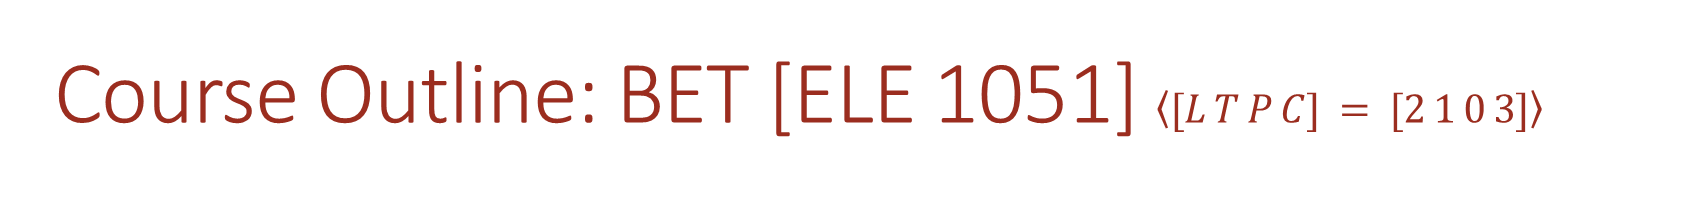 Course Outline: BET [ELE 1051] ⟨[L T P C] = [2 1 0 3]⟩